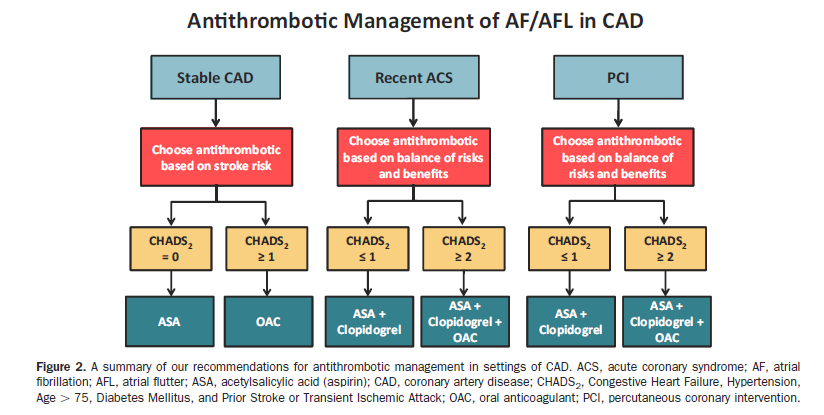 Antithrombotic Management of AF/AFL in CAD
Stable CAD
Recent ACS
PCI
Choose antithrombotic
based on stroke risk
Choose antithrombotic
based on balance of risks
and benefits
Choose antithrombotic
based on balance of
risks and benefits
CHADS₂
= 0
CHADS₂
≥ 1
CHADS₂
≤ 1
CHADS₂
≥ 2
CHADS₂
≤ 1
CHADS₂
≥ 2
ASA
OAC
ASA +
Clopidogrel
ASA +
Clopidogrel +
OAC
ASA +
Clopidogrel
ASA +
Clopidogrel +
OAC
Figure 2. A summary of our recommendations for antithrombotic management in settings of CAD. ACS, acute coronary syndrome; AF, atrial
fibrillation; AFL, atrial flutter; ASA, acetylsalicylic acid (aspirin); CAD, coronary artery disease; CHADS₂, Congestive Heart Failure, Hypertension,
Age > 75, Diabetes Mellitus, and Prior Stroke or Transient Ischemic Attack; OAC, oral anticoagulant; PCI, percutaneous coronary intervention.